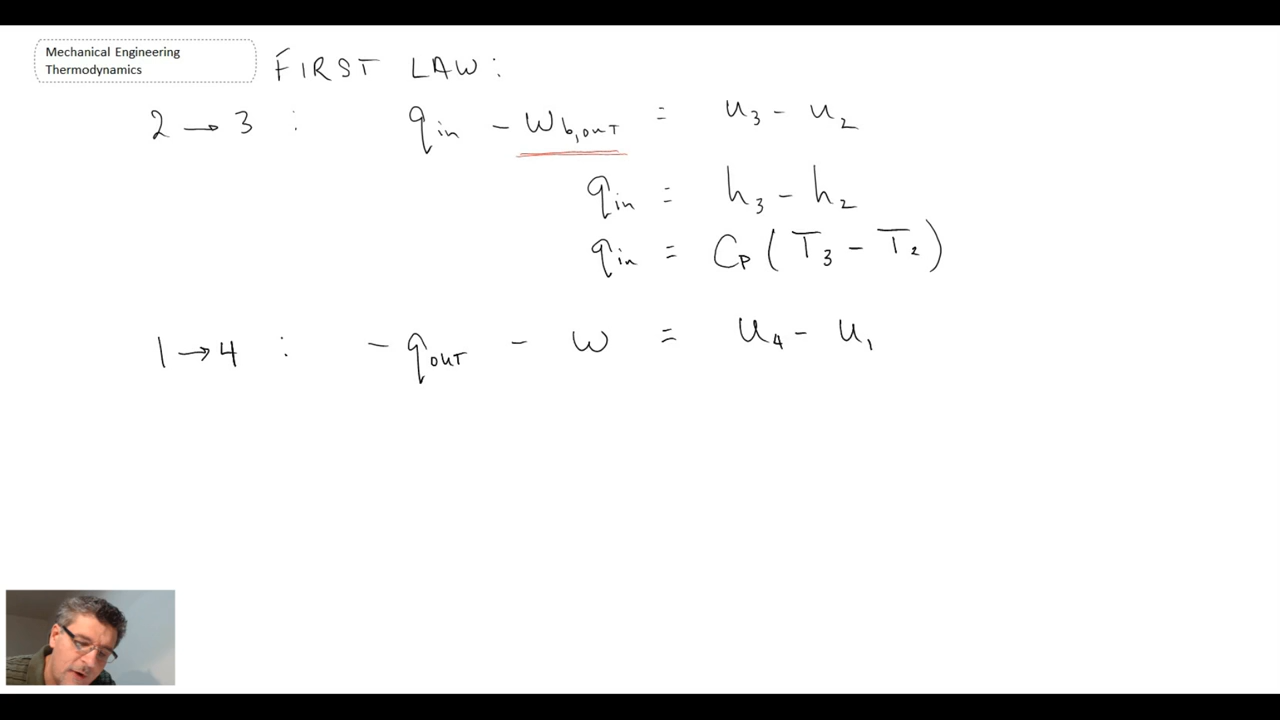 Mechanical Engineering
Thermodynamics
FIRST LAW:
2 → 3 : q_in - w_b,out = u_3 - u_2
q_in = h_3 - h_2
q_in = C_p (T_3 - T_2)
1 → 4 : - q_out - w = u_4 - u_1